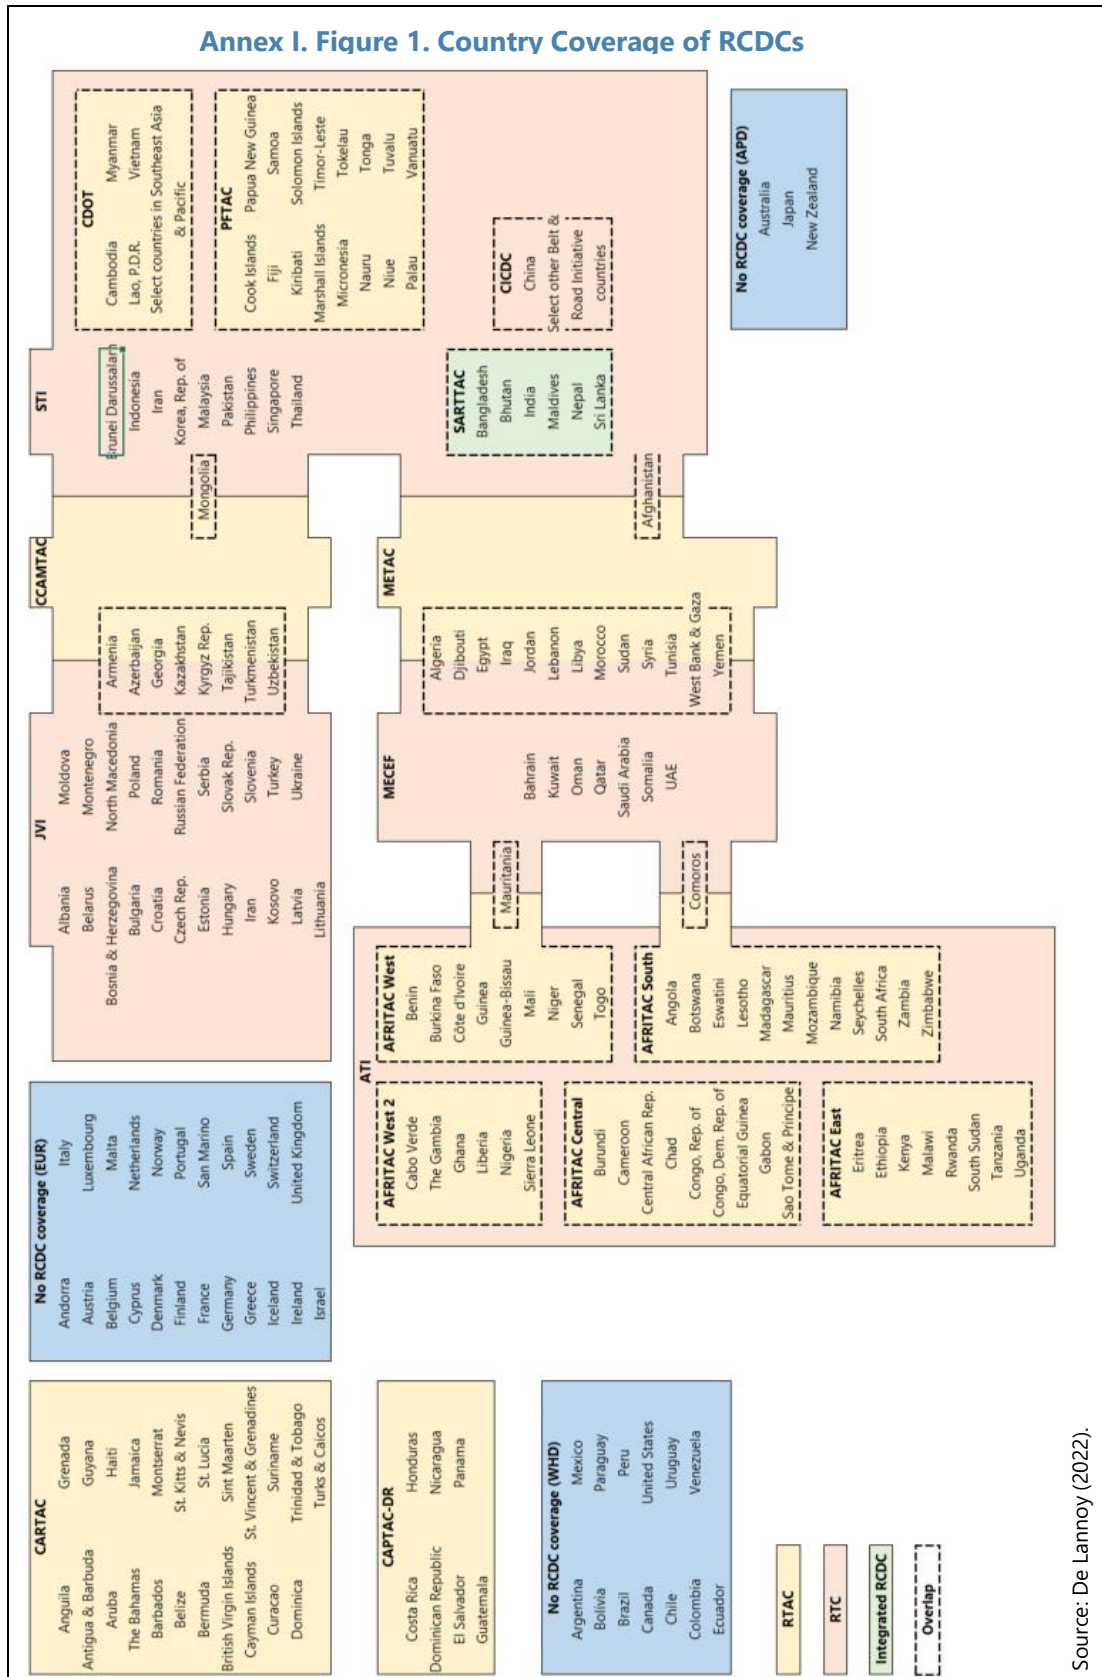 Annex I. Figure 1. Country Coverage of RCDCs
CARTAC
Anguila
Antigua & Barbuda
Aruba
The Bahamas
Barbados
Belize
Bermuda
British Virgin Islands
Cayman Islands
Curacao
Dominica
Grenada
Guyana
Haiti
Jamaica
Montserrat
St. Kitts & Nevis
St. Lucia
Sint Maarten
St. Vincent & Grenadines
Suriname
Trinidad & Tobago
Turks & Caicos
No RCDC coverage (EUR)
Andorra
Austria
Belgium
Cyprus
Denmark
Finland
France
Germany
Greece
Iceland
Ireland
Israel
Italy
Luxembourg
Malta
Netherlands
Norway
Portugal
San Marino
Spain
Sweden
Switzerland
United Kingdom
JVI
Albania
Belarus
Bosnia & Herzegovina
Bulgaria
Croatia
Czech Rep.
Estonia
Hungary
Iran
Kosovo
Latvia
Lithuania
Moldova
Montenegro
North Macedonia
Poland
Romania
Russian Federation
Serbia
Slovak Rep.
Slovenia
Turkey
Ukraine
Armenia
Azerbaijan
Georgia
Kazakhstan
Kyrgyz Rep.
Tajikistan
Turkmenistan
Uzbekistan
CCAMTAC
Mongolia
STI
Brunei Darussalam
Indonesia
Iran
Korea, Rep. of
Malaysia
Pakistan
Philippines
Singapore
Thailand
CDOT
Cambodia
Lao, P.D.R.
Myanmar
Vietnam
Select countries in Southeast Asia
& Pacific
PFTAC
Cook Islands
Fiji
Kiribati
Marshall Islands
Micronesia
Nauru
Niue
Palau
Papua New Guinea
Samoa
Solomon Islands
Timor-Leste
Tokelau
Tonga
Tuvalu
Vanuatu
SARTTAC
Bangladesh
Bhutan
India
Maldives
Nepal
Sri Lanka
CICDC
China
Select other Belt &
Road Initiative
countries
CAPTAC-DR
Costa Rica
Dominican Republic
El Salvador
Guatemala
Honduras
Nicaragua
Panama
ATI
AFRITAC West 2
Cabo Verde
The Gambia
Ghana
Liberia
Nigeria
Sierra Leone
AFRITAC West
Benin
Burkina Faso
Côte d'Ivoire
Guinea
Guinea-Bissau
Mali
Niger
Senegal
Togo
AFRITAC Central
Burundi
Cameroon
Central African Rep.
Chad
Congo, Rep. of
Congo, Dem. Rep. of
Equatorial Guinea
Gabon
Sao Tome & Principe
AFRITAC South
Angola
Botswana
Eswatini
Lesotho
Madagascar
Mauritius
Mozambique
Namibia
Seychelles
South Africa
Zambia
Zimbabwe
AFRITAC East
Eritrea
Ethiopia
Kenya
Malawi
Rwanda
South Sudan
Tanzania
Uganda
Mauritania
Comoros
MECEF
Bahrain
Kuwait
Oman
Qatar
Saudi Arabia
Somalia
UAE
Algeria
Djibouti
Egypt
Iraq
Jordan
Lebanon
Libya
Morocco
Sudan
Syria
Tunisia
West Bank & Gaza
Yemen
METAC
Afghanistan
No RCDC coverage (APD)
Australia
Japan
New Zealand
No RCDC coverage (WHD)
Argentina
Bolivia
Brazil
Canada
Chile
Colombia
Ecuador
Mexico
Paraguay
Peru
United States
Uruguay
Venezuela
RTAC
RTC
Integrated RCDC
Overlap
Source: De Lannoy (2022).